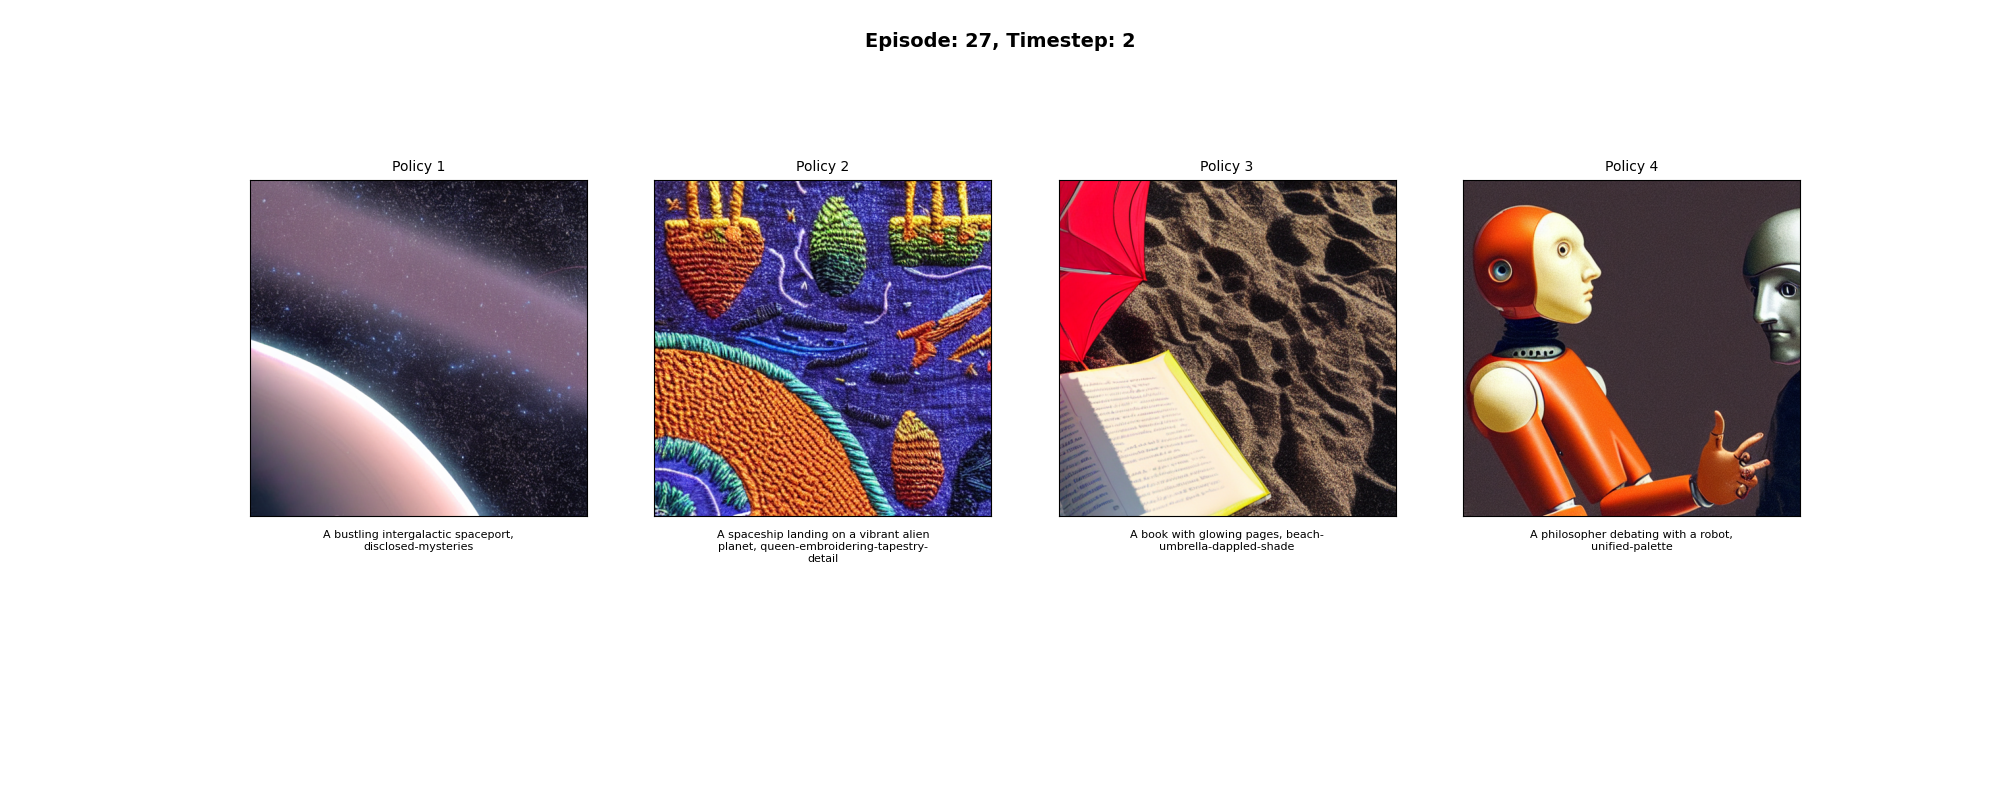 Episode: 27, Timestep: 2
Policy 1
Policy 2
Policy 3
Policy 4
A bustling intergalactic spaceport,
disclosed-mysteries
A spaceship landing on a vibrant alien
planet, queen-embroidering-tapestry-
detail
A book with glowing pages, beach-
umbrella-dappled-shade
A philosopher debating with a robot,
unified-palette